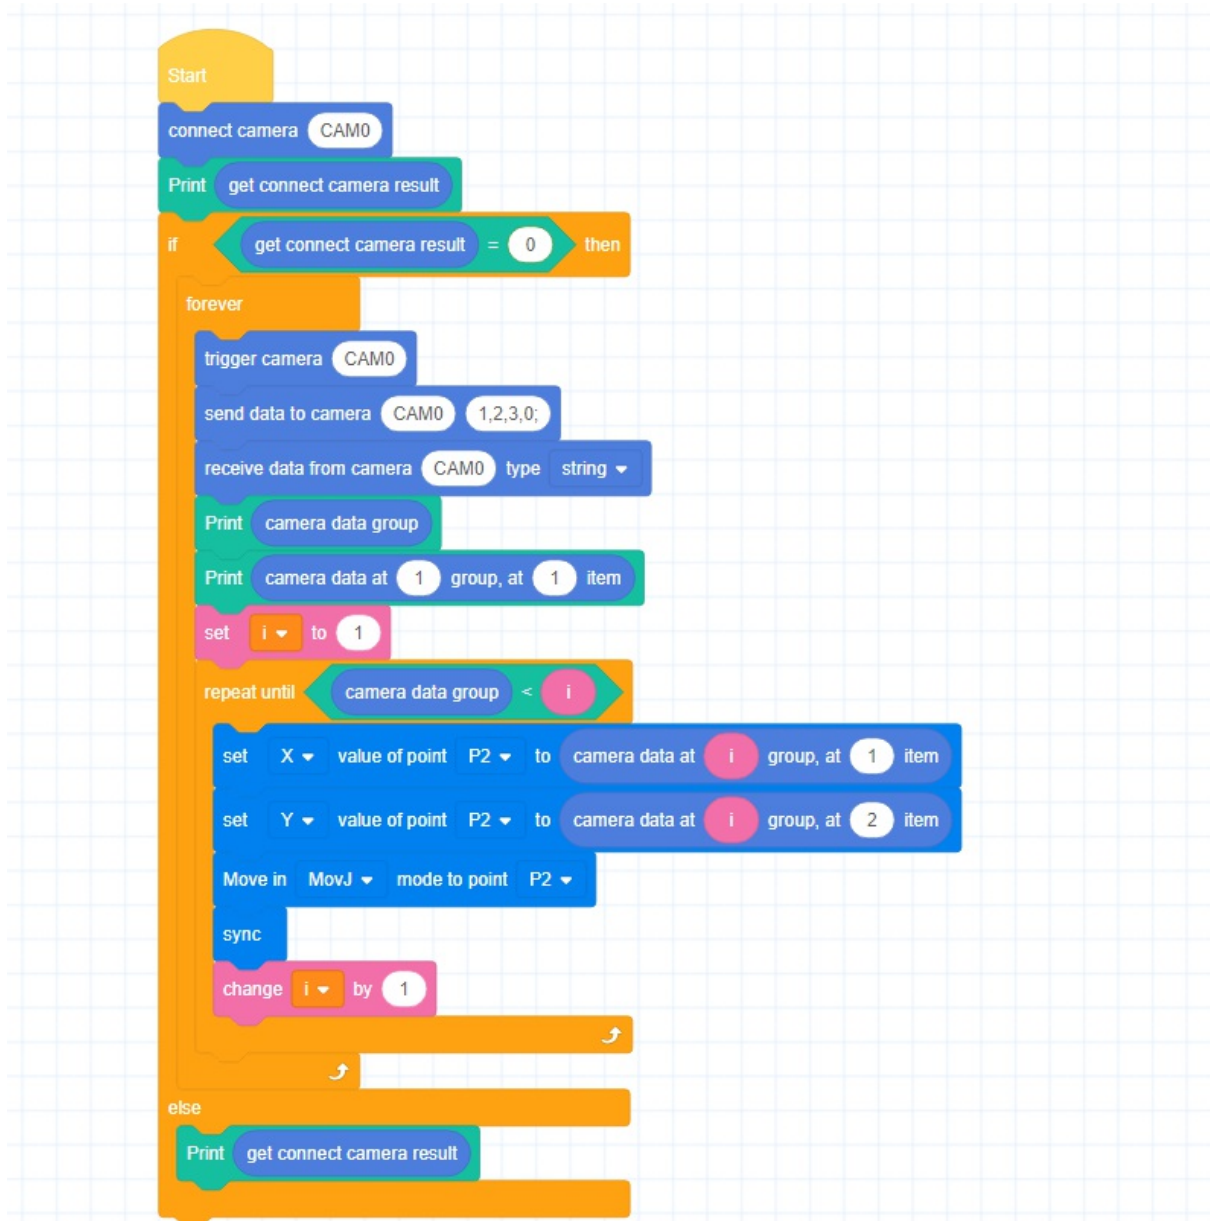 Start
connect camera CAM0
Print get connect camera result
if get connect camera result = 0 then
forever
trigger camera CAM0
send data to camera CAM0 1,2,3,0;
receive data from camera CAM0 type string
Print camera data group
Print camera data at 1 group, at 1 item
set i to 1
repeat until camera data group < i
set X value of point P2 to camera data at i group, at 1 item
set Y value of point P2 to camera data at i group, at 2 item
Move in MovJ mode to point P2
sync
change i by 1
else
Print get connect camera result